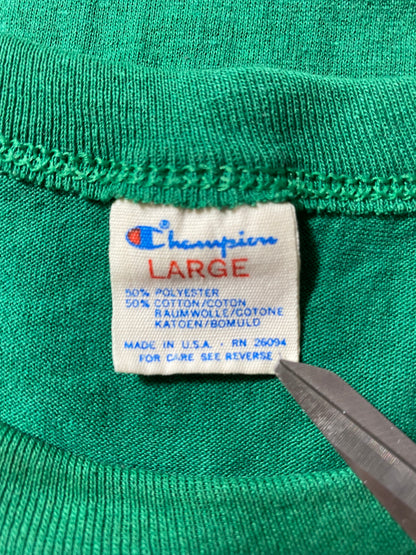 Champion
LARGE
50% POLYESTER
50% COTTON/COTON
BAUMWOLLE/COTONE
KATOEN/BOMULD
MADE IN U.S.A. · RN 26094
FOR CARE SEE REVERSE